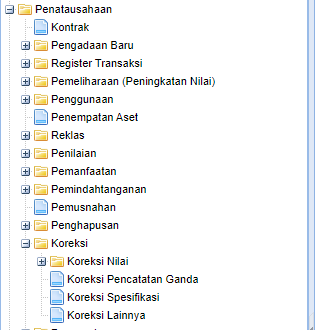 Penatausahaan
Kontrak
Pengadaan Baru
Register Transaksi
Pemeliharaan (Peningkatan Nilai)
Penggunaan
Penempatan Aset
Reklas
Penilaian
Pemanfaatan
Pemindahtanganan
Pemusnahan
Penghapusan
Koreksi
Koreksi Nilai
Koreksi Pencatatan Ganda
Koreksi Spesifikasi
Koreksi Lainnya